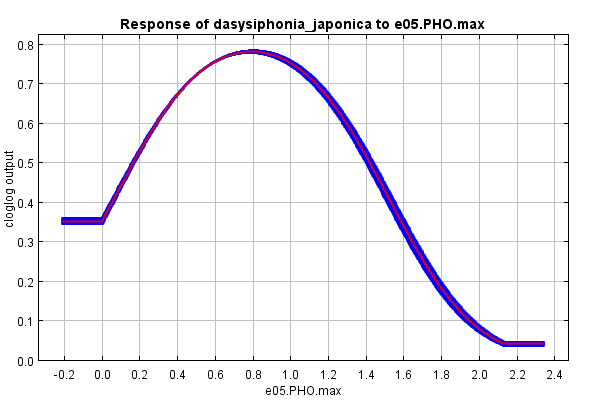 Response of dasysiphonia_japonica to e05.PHO.max
cloglog output
0.8
0.7
0.6
0.5
0.4
0.3
0.2
0.1
0.0
-0.2 0.0 0.2 0.4 0.6 0.8 1.0 1.2 1.4 1.6 1.8 2.0 2.2 2.4
e05.PHO.max